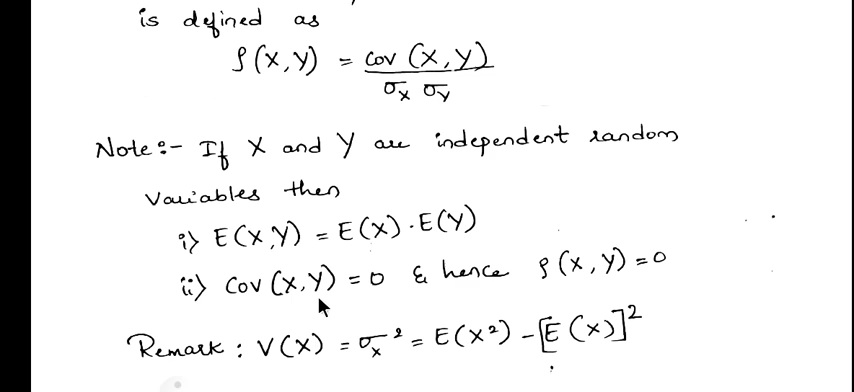 is defined as
ρ(X,Y) = cov (X,Y) / σx σy
Note:- If X and Y are independent random
Variables then
i) E(X,Y) = E(X)·E(Y)
ii) Cov (X,Y) = 0 & hence ρ(X,Y) = 0
Remark : V(X) = σx² = E(X²) - [E(X)]²